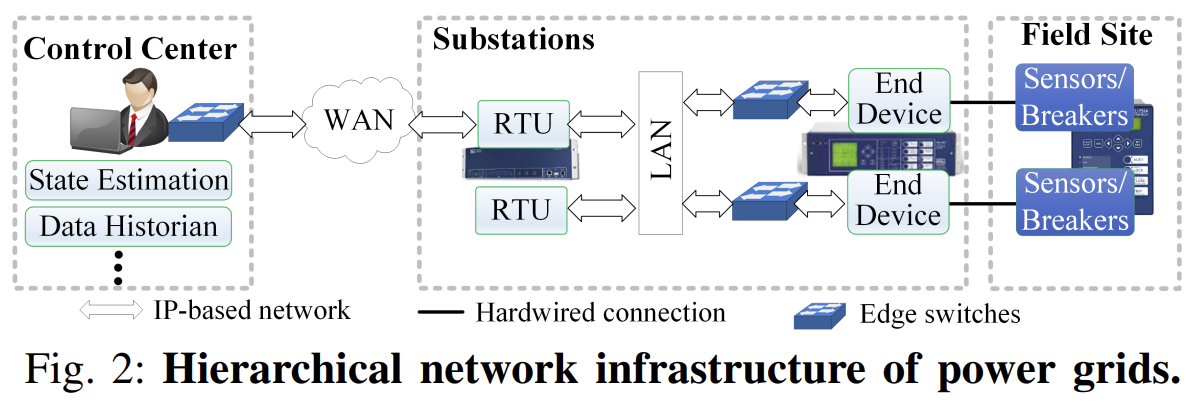 Control Center
State Estimation
Data Historian
WAN
Substations
RTU
RTU
LAN
End
Device
End
Device
Field Site
Sensors/
Breakers
Sensors/
Breakers
IP-based network
Hardwired connection
Edge switches
Fig. 2: Hierarchical network infrastructure of power grids.